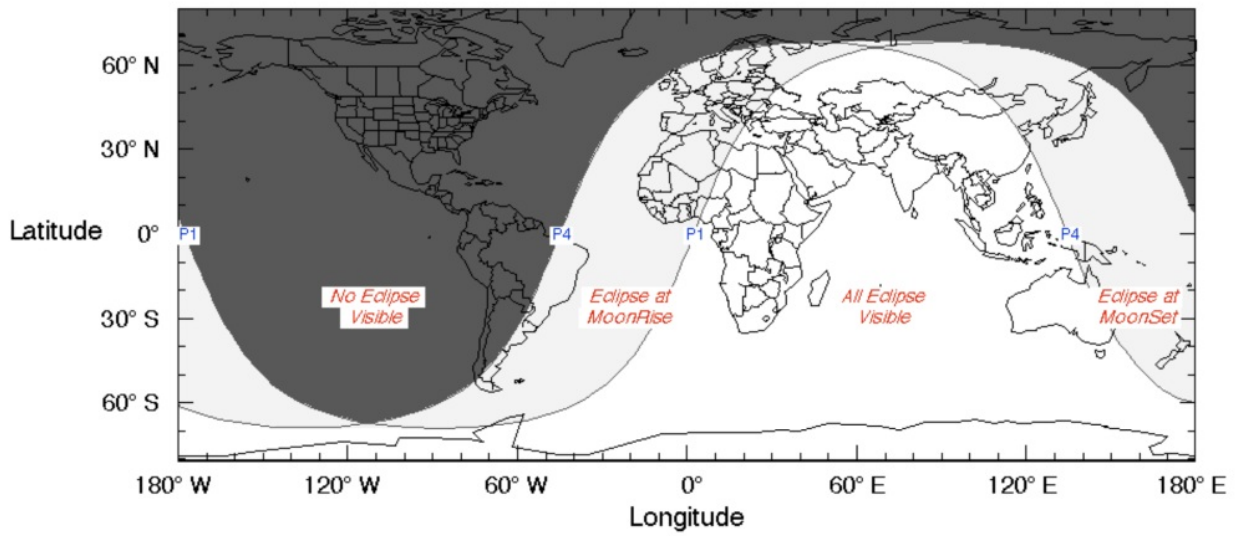 60° N
30° N
Latitude 0°
30° S
60° S
P1 P4 P1 P4
No Eclipse
Visible
Eclipse at
MoonRise
All Eclipse
Visible
Eclipse at
MoonSet
180° W 120° W 60° W 0° 60° E 120° E 180° E
Longitude